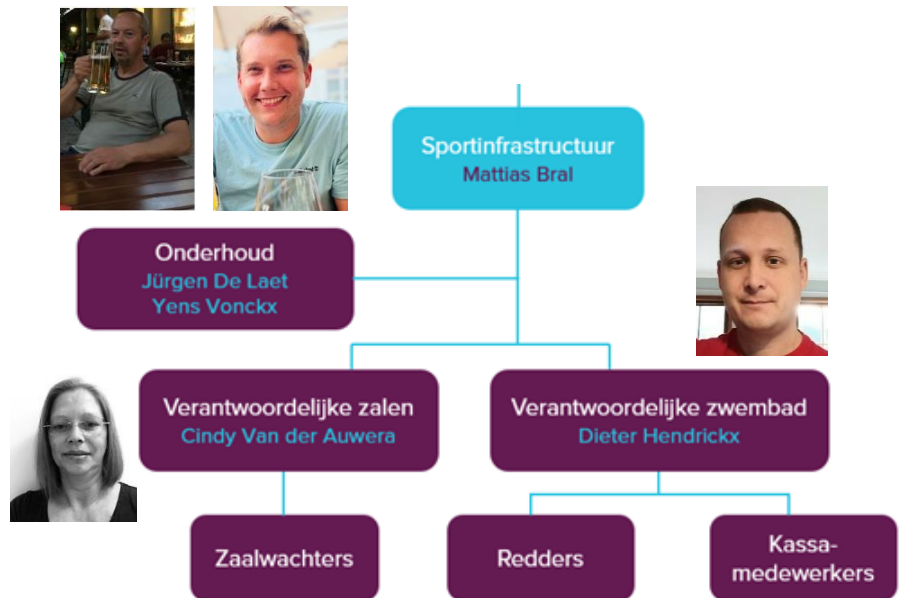 Sportinfrastructuur
Mattias Bral
Onderhoud
Jürgen De Laet
Yens Vonckx
Verantwoordelijke zalen
Cindy Van der Auwera
Verantwoordelijke zwembad
Dieter Hendrickx
Zaalwachters
Redders
Kassa-
medewerkers